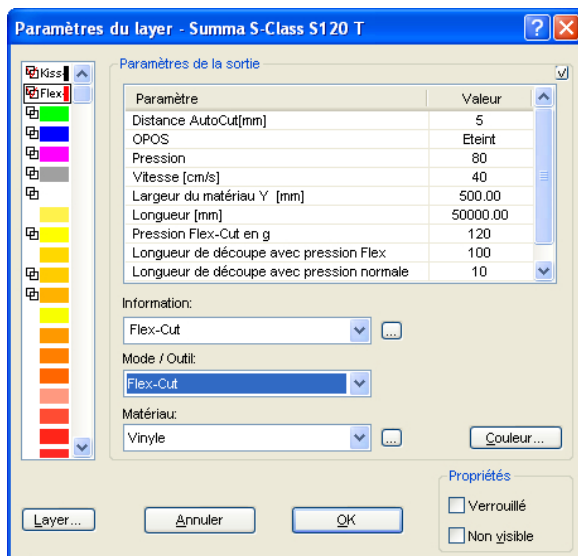 Paramètres du layer - Summa S-Class S120 T
Kiss-
Flex-
Paramètres de la sortie
Paramètre Valeur
Distance AutoCut[mm] 5
OPOS Eteint
Pression 80
Vitesse [cm/s] 40
Largeur du matériau Y [mm] 500.00
Longueur [mm] 50000.00
Pression Flex-Cut en g 120
Longueur de découpe avec pression Flex 100
Longueur de découpe avec pression normale 10
Information:
Flex-Cut
...
Mode / Outil:
Flex-Cut
Matériau:
Vinyle
...
Couleur...
Propriétés
Verrouillé
Non visible
Layer...
Annuler
OK